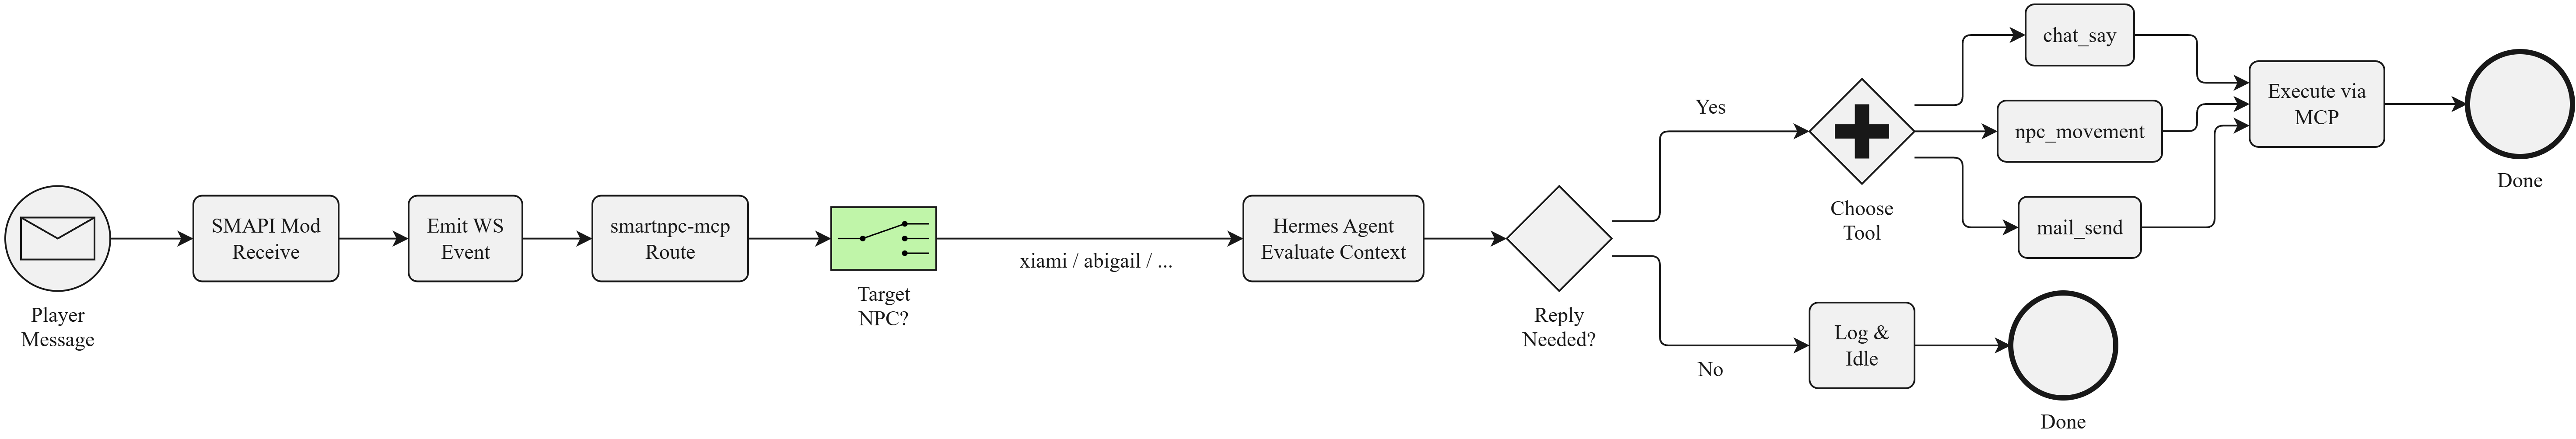 Player
Message
SMAPI Mod
Receive
Emit WS
Event
smartnpc-mcp
Route
Target
NPC?
xiami / abigail / ...
Hermes Agent
Evaluate Context
Reply
Needed?
Yes
No
Choose
Tool
chat_say
npc_movement
mail_send
Execute via
MCP
Done
Log &
Idle
Done